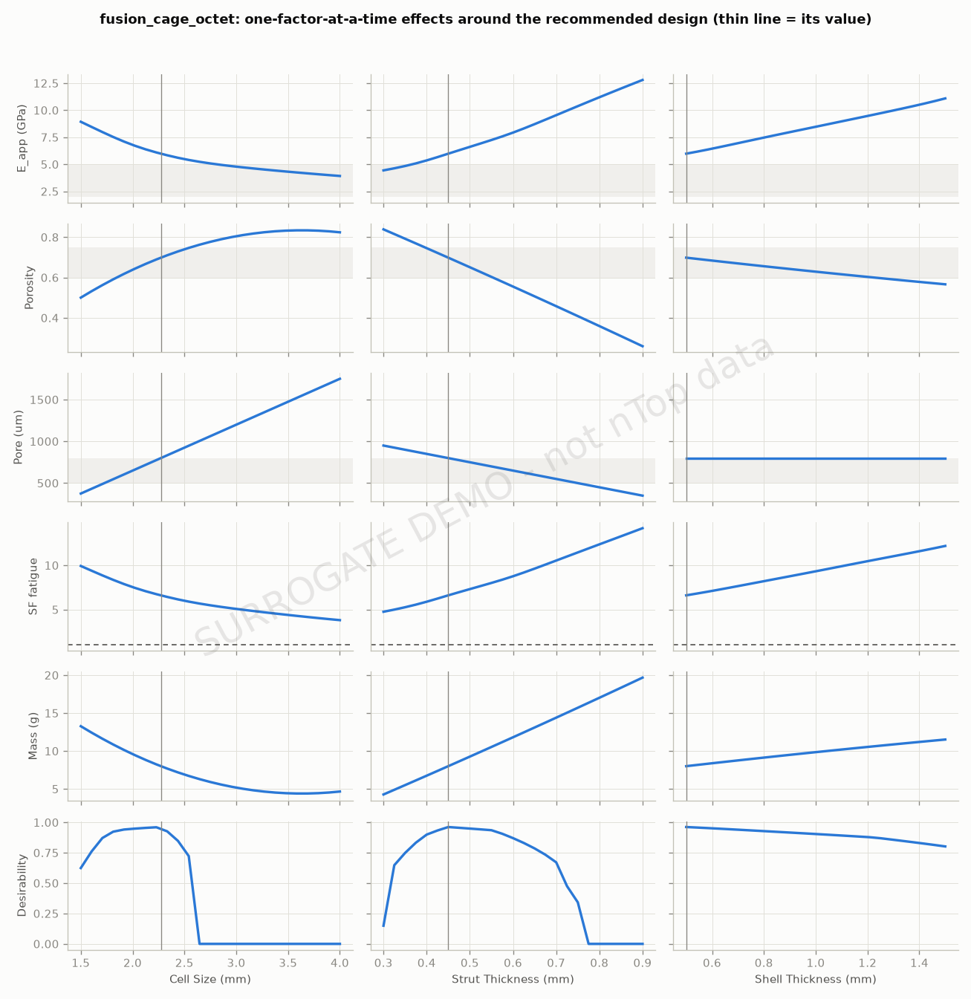 fusion_cage_octet: one-factor-at-a-time effects around the recommended design (thin line = its value)
E_app (GPa)
12.5
10.0
7.5
5.0
2.5
Porosity
0.8
0.6
0.4
Pore (um)
1500
1000
500
SF fatigue
10
5
Mass (g)
20
15
10
5
Desirability
1.00
0.75
0.50
0.25
0.00
1.5 2.0 2.5 3.0 3.5 4.0
Cell Size (mm)
0.3 0.4 0.5 0.6 0.7 0.8 0.9
Strut Thickness (mm)
0.6 0.8 1.0 1.2 1.4
Shell Thickness (mm)
SURROGATE DEMO - not nTop data